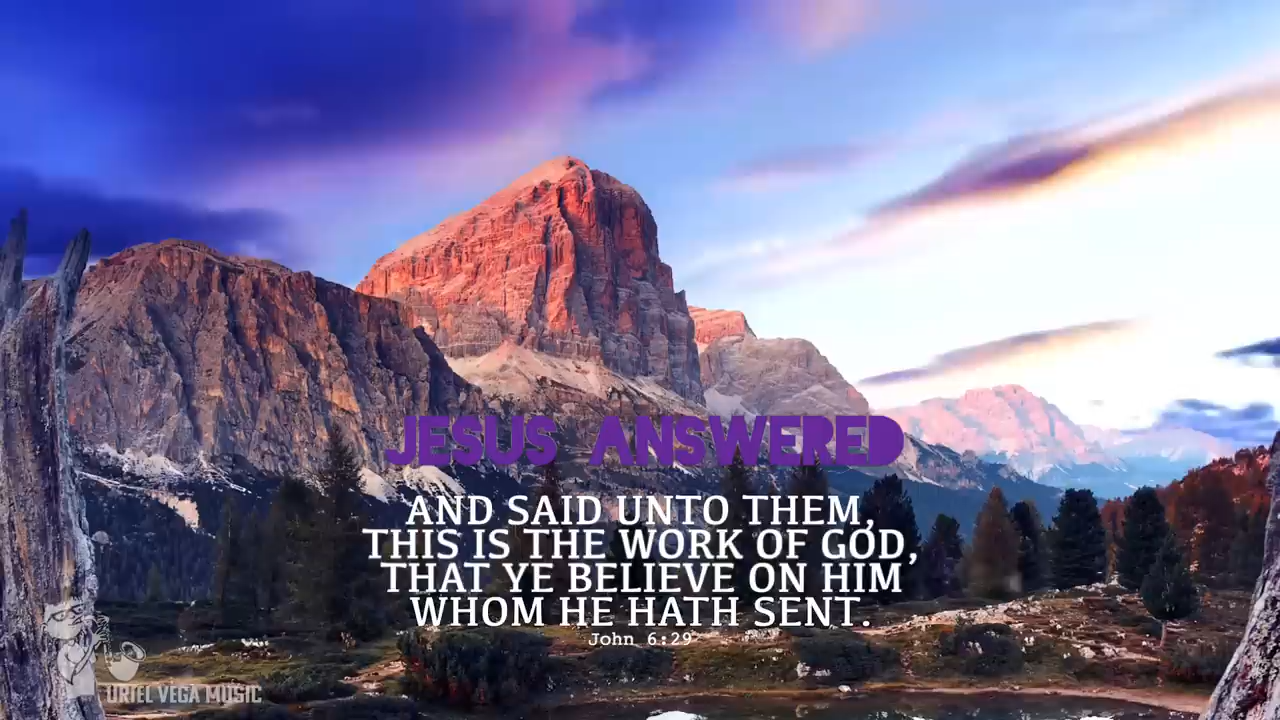 JESUS ANSWERED
AND SAID UNTO THEM,
THIS IS THE WORK OF GOD,
THAT YE BELIEVE ON HIM
WHOM HE HATH SENT.
John 6:29
URIEL VEGA MUSIC